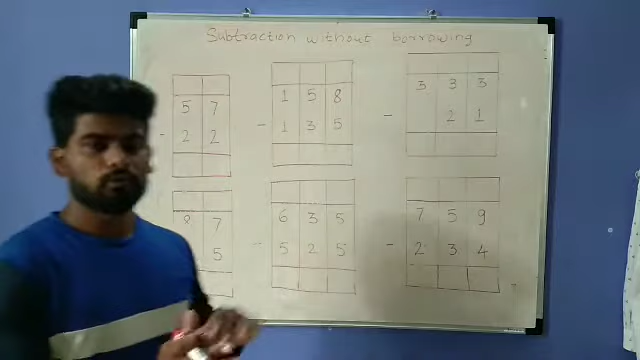 Subtraction without borrowing
5 7
- 2 2
1 5 8
- 1 3 5
3 3 3
- 2 1
8 7
5
6 3 5
- 5 2 5
7 5 9
- 2 3 4